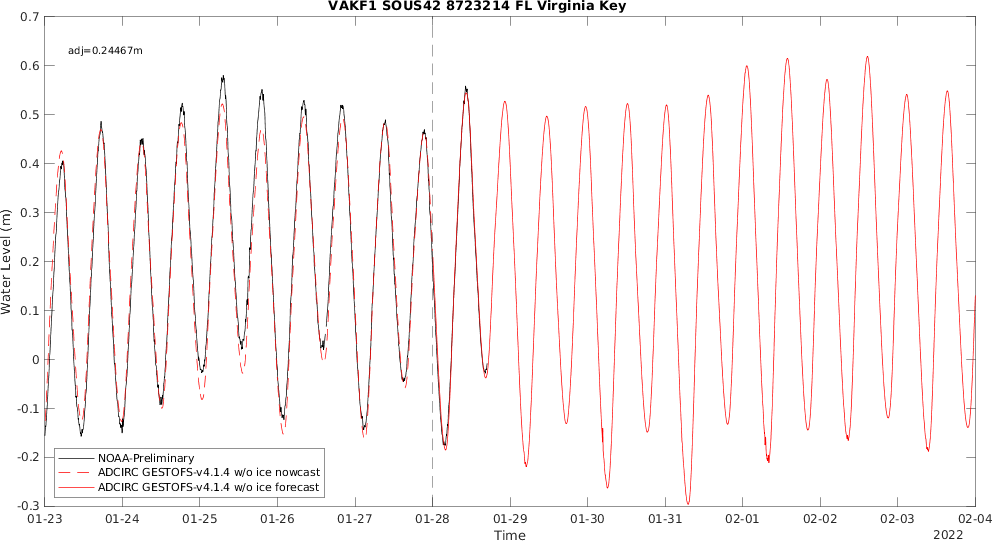 VAKF1 SOUS42 8723214 FL Virginia Key
adj=0.24467m
0.7
0.6
0.5
0.4
0.3
0.2
0.1
0
-0.1
-0.2
-0.3
Water Level (m)
NOAA-Preliminary
ADCIRC GESTOFS-v4.1.4 w/o ice nowcast
ADCIRC GESTOFS-v4.1.4 w/o ice forecast
01-23 01-24 01-25 01-26 01-27 01-28 01-29 01-30 01-31 02-01 02-02 02-03 02-04
Time
2022